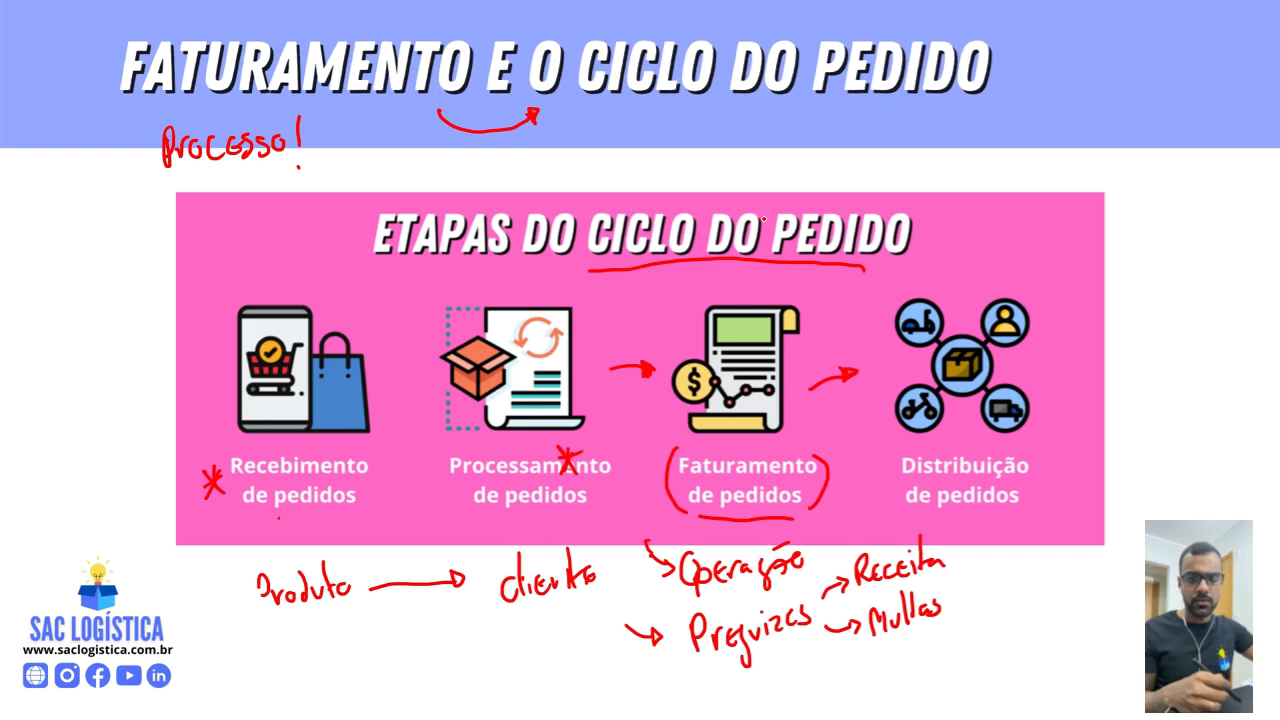 FATURAMENTO E O CICLO DO PEDIDO
Processo!
ETAPAS DO CICLO DO PEDIDO
Recebimento
de pedidos
Processamento
de pedidos
Faturamento
de pedidos
Distribuição
de pedidos
Produto
cliente
Operação
Receita
Prejuizos
Multas
SAC LOGÍSTICA
www.saclogistica.com.br